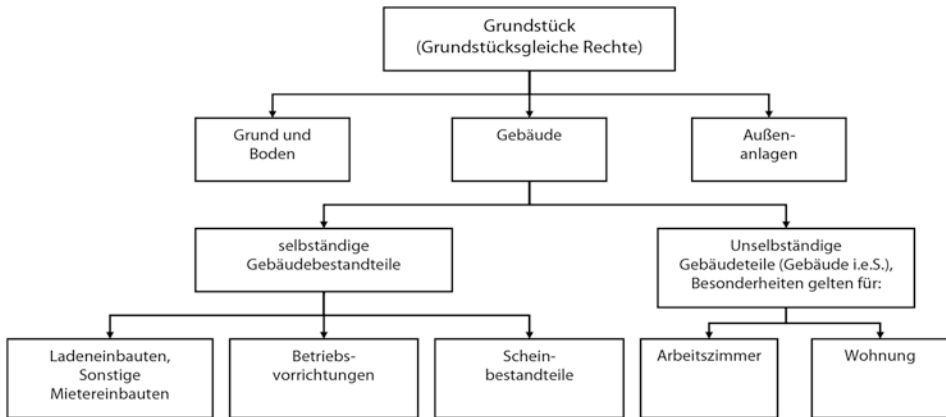 Grundstück
(Grundstücksgleiche Rechte)
Grund und
Boden
Gebäude
Außen-
anlagen
selbständige
Gebäudebestandteile
Unselbständige
Gebäudeteile (Gebäude i.e.S.),
Besonderheiten gelten für:
Ladeneinbauten,
Sonstige
Mietereinbauten
Betriebs-
vorrichtungen
Schein-
bestandteile
Arbeitszimmer
Wohnung